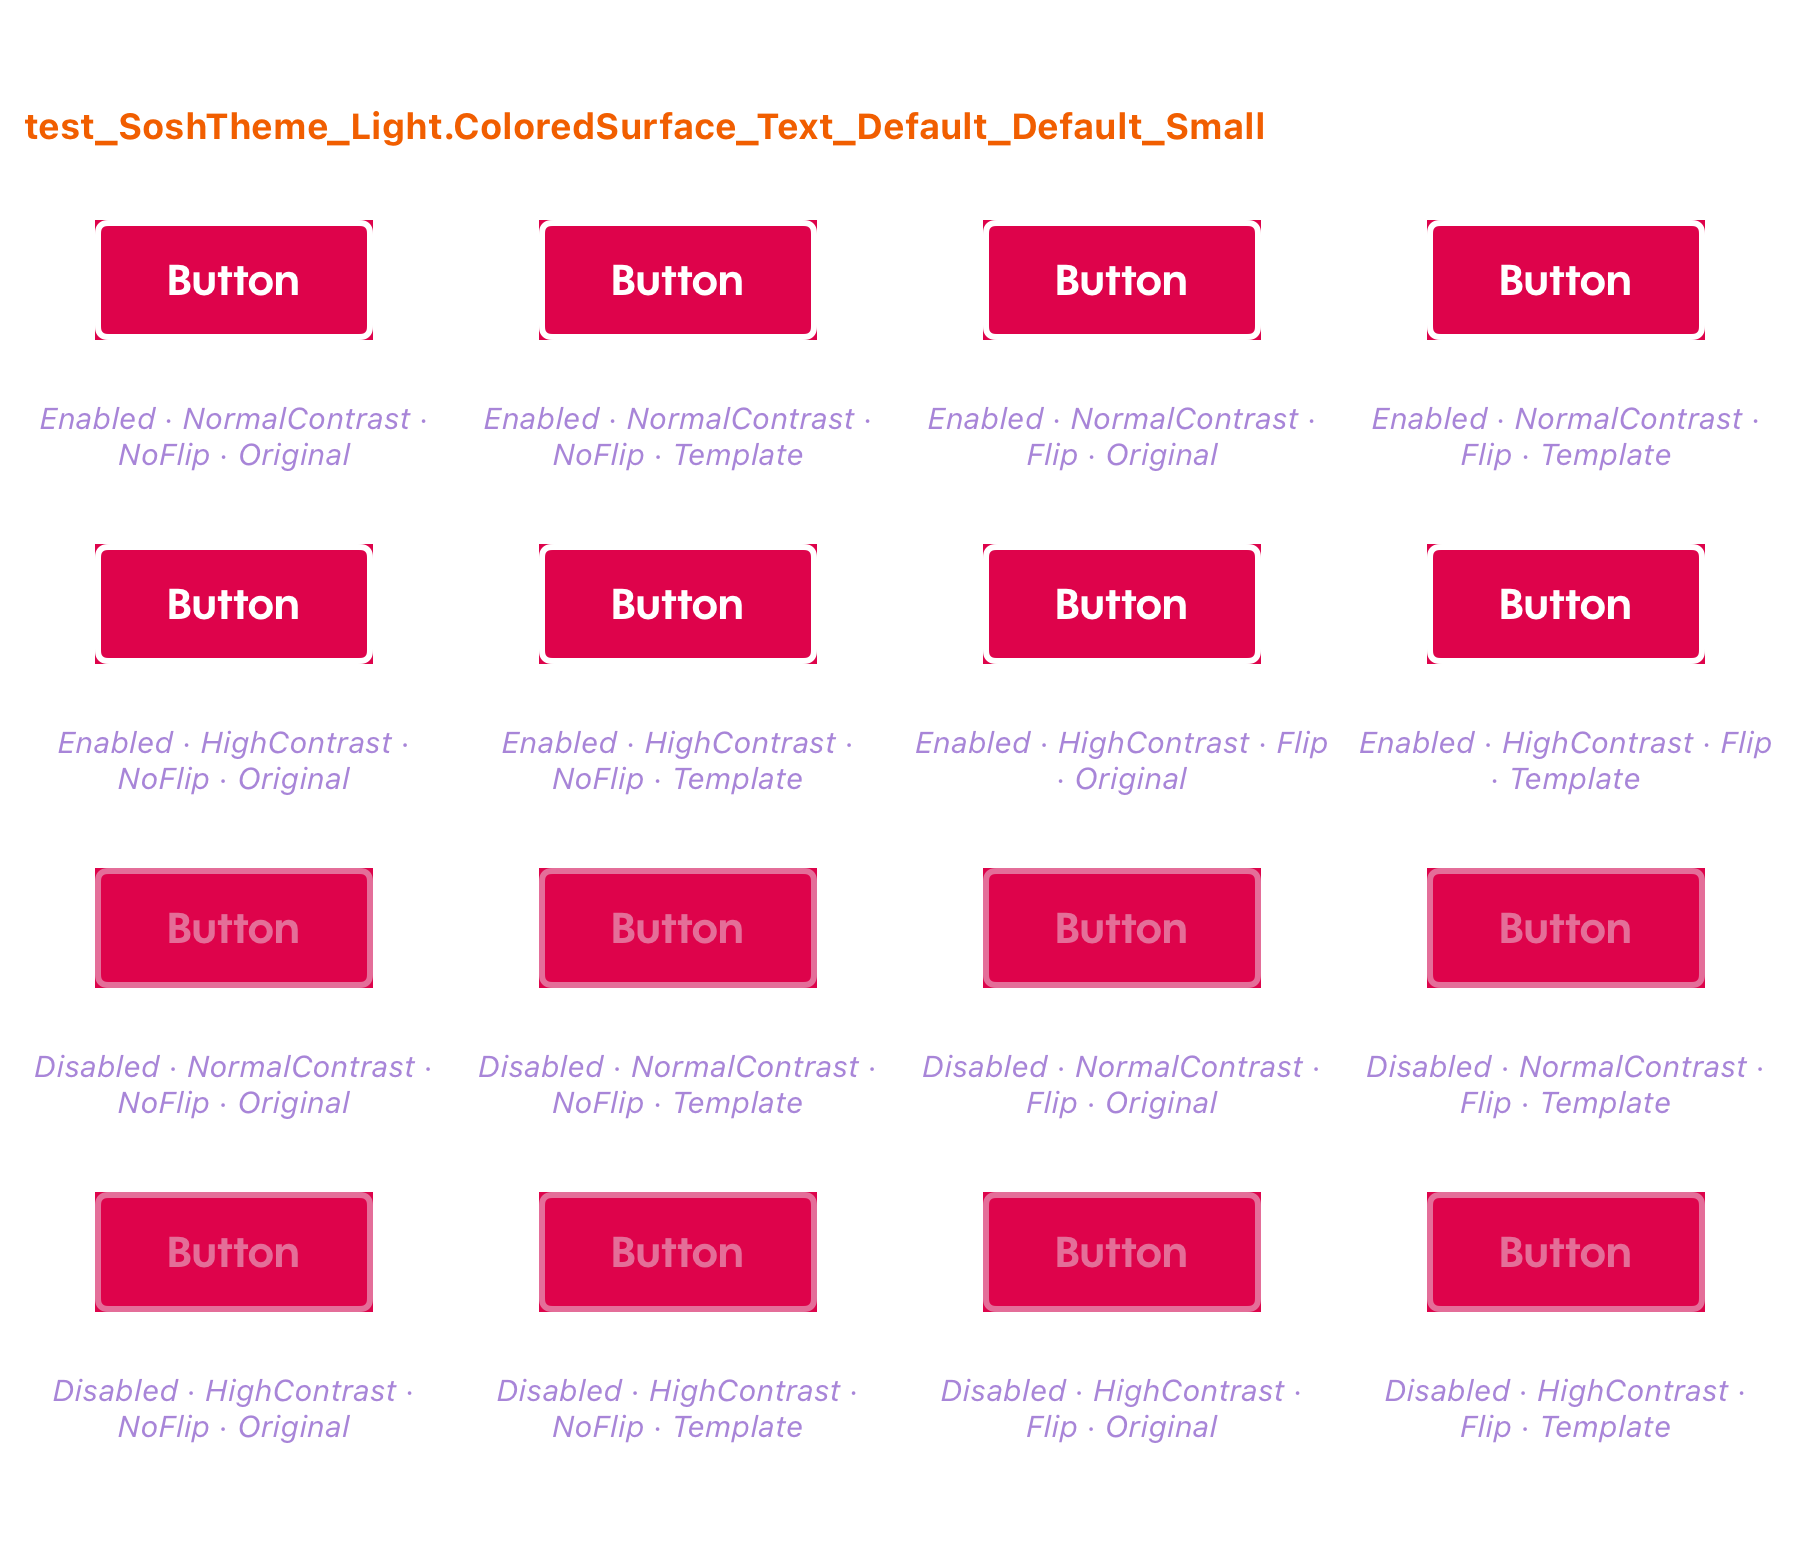 test_SoshTheme_Light.ColoredSurface_Text_Default_Default_Small
Button Button Button Button
Enabled · NormalContrast · Enabled · NormalContrast · Enabled · NormalContrast · Enabled · NormalContrast ·
NoFlip · Original NoFlip · Template Flip · Original Flip · Template
Button Button Button Button
Enabled · HighContrast · Enabled · HighContrast · Enabled · HighContrast · Flip Enabled · HighContrast · Flip
NoFlip · Original NoFlip · Template · Original · Template
Button Button Button Button
Disabled · NormalContrast · Disabled · NormalContrast · Disabled · NormalContrast · Disabled · NormalContrast ·
NoFlip · Original NoFlip · Template Flip · Original Flip · Template
Button Button Button Button
Disabled · HighContrast · Disabled · HighContrast · Disabled · HighContrast · Disabled · HighContrast ·
NoFlip · Original NoFlip · Template Flip · Original Flip · Template